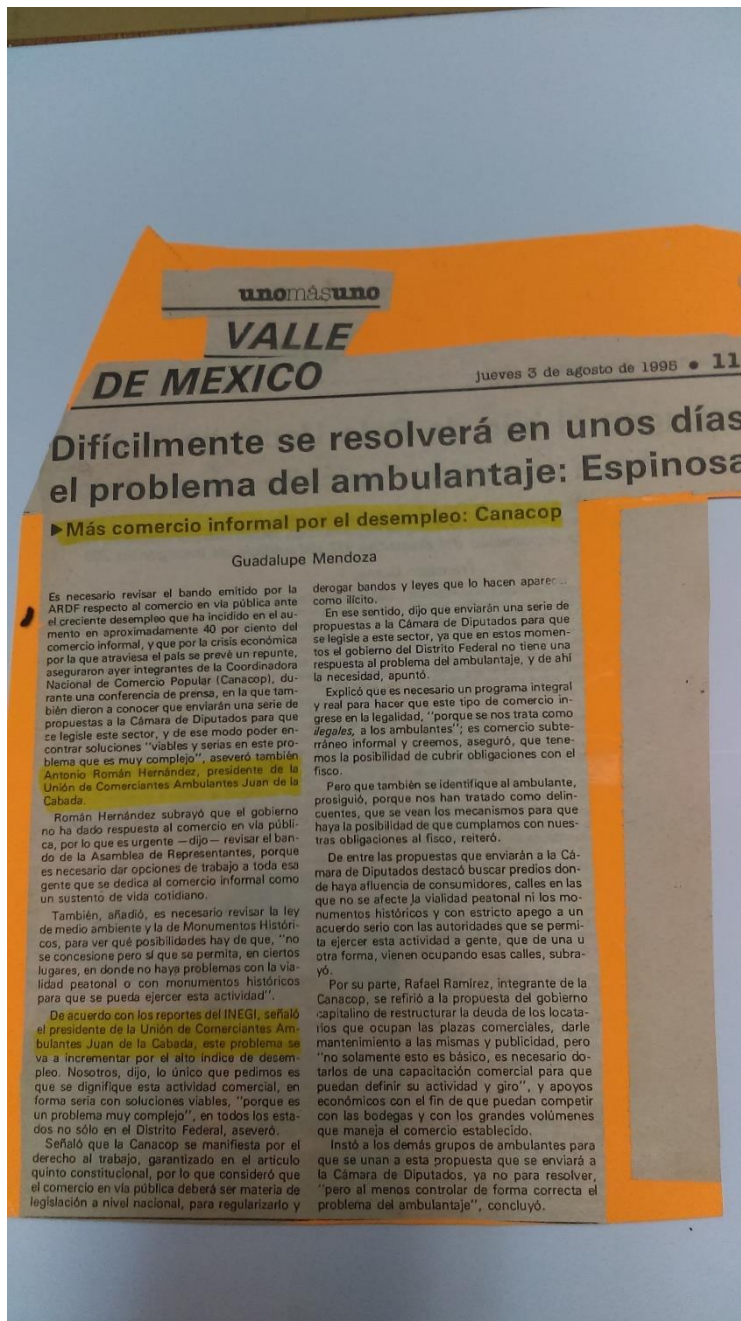 unomásuno
VALLE
DE MEXICO
jueves 3 de agosto de 1995 ● 11
Difícilmente se resolverá en unos días
el problema del ambulantaje: Espinosa
▶Más comercio informal por el desempleo: Canacop
Guadalupe Mendoza
Es necesario revisar el bando emitido por la
ARDF respecto al comercio en vía pública ante
el creciente desempleo que ha incidido en el au-
mento en aproximadamente 40 por ciento del
comercio informal, y que por la crisis económica
por la que atraviesa el país se prevé un repunte,
aseguraron ayer integrantes de la Coordinadora
Nacional de Comercio Popular (Canacop), du-
rante una conferencia de prensa, en la que tam-
bién dieron a conocer que enviarán una serie de
propuestas a la Cámara de Diputados para que
se legisle este sector, y de ese modo poder en-
contrar soluciones "viables y serias en este pro-
blema que es muy complejo", aseveró también
Antonio Román Hernández, presidente de la
Unión de Comerciantes Ambulantes Juan de la
Cabada.
Román Hernández subrayó que el gobierno
no ha dado respuesta al comercio en vía públi-
ca, por lo que es urgente —dijo— revisar el ban-
do de la Asamblea de Representantes, porque
es necesario dar opciones de trabajo a toda esa
gente que se dedica al comercio informal como
un sustento de vida cotidiano.
También, añadió, es necesario revisar la ley
de medio ambiente y la de Monumentos Históri-
cos, para ver qué posibilidades hay de que, "no
se concesione pero sí que se permita, en ciertos
lugares, en donde no haya problemas con la via-
lidad peatonal o con monumentos históricos
para que se pueda ejercer esta actividad".
De acuerdo con los reportes del INEGI, señaló
el presidente de la Unión de Comerciantes Am-
bulantes Juan de la Cabada, este problema se
va a incrementar por el alto índice de desem-
pleo. Nosotros, dijo, lo único que pedimos es
que se dignifique esta actividad comercial, en
forma seria con soluciones viables, "porque es
un problema muy complejo", en todos los esta-
dos no sólo en el Distrito Federal, aseveró.
Señaló que la Canacop se manifiesta por el
derecho al trabajo, garantizado en el artículo
quinto constitucional, por lo que consideró que
el comercio en vía pública deberá ser materia de
legislación a nivel nacional, para regularizarlo y
derogar bandos y leyes que lo hacen aparec
como ilícito.
En ese sentido, dijo que enviarán una serie de
propuestas a la Cámara de Diputados para que
se legisle a este sector, ya que en estos momen-
tos el gobierno del Distrito Federal no tiene una
respuesta al problema del ambulantaje, y de ahí
la necesidad, apuntó.
Explicó que es necesario un programa integral
y real para hacer que este tipo de comercio in-
grese en la legalidad, "porque se nos trata como
ilegales, a los ambulantes"; es comercio subte-
rráneo informal y creemos, aseguró, que tene-
mos la posibilidad de cubrir obligaciones con el
fisco.
Pero que también se identifique al ambulante,
prosiguió, porque nos han tratado como delin-
cuentes, que se vean los mecanismos para que
haya la posibilidad de que cumplamos con nues-
tras obligaciones al fisco, reiteró.
De entre las propuestas que enviarán a la Cá-
mara de Diputados destacó buscar predios don-
de haya afluencia de consumidores, calles en las
que no se afecte la vialidad peatonal ni los mo-
numentos históricos y con estricto apego a un
acuerdo serio con las autoridades que se permi-
ta ejercer esta actividad a gente, que de una u
otra forma, vienen ocupando esas calles, subra-
yó.
Por su parte, Rafael Ramírez, integrante de la
Canacop, se refirió a la propuesta del gobierno
capitalino de restructurar la deuda de los locata-
rios que ocupan las plazas comerciales, darle
mantenimiento a las mismas y publicidad, pero
"no solamente esto es básico, es necesario do-
tarlos de una capacitación comercial para que
puedan definir su actividad y giro", y apoyos
económicos con el fin de que puedan competir
con las bodegas y con los grandes volúmenes
que maneja el comercio establecido.
Instó a los demás grupos de ambulantes para
que se unan a esta propuesta que se enviará a
la Cámara de Diputados, ya no para resolver,
"pero al menos controlar de forma correcta el
problema del ambulantaje", concluyó.